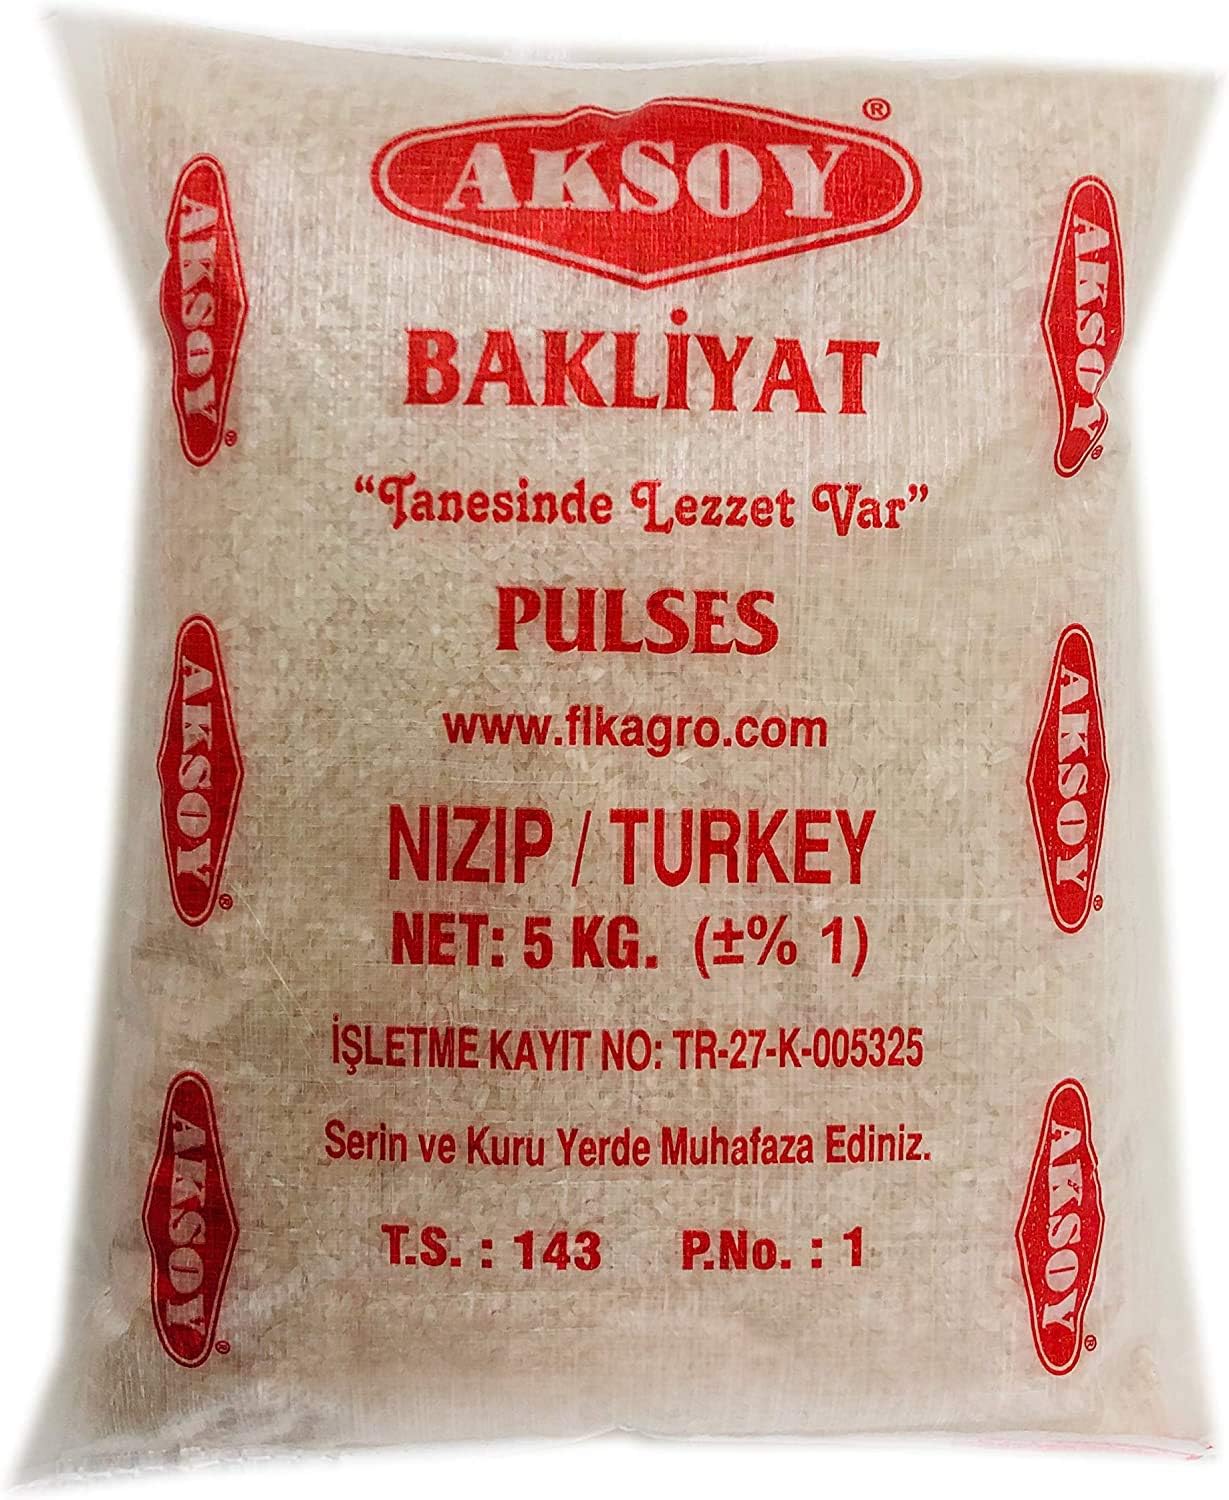 AKSOY ®
BAKLİYAT
"Tanesinde Lezzet Var"
PULSES
www.flkagro.com
NIZIP / TURKEY
NET: 5 KG. (±% 1)
İŞLETME KAYIT NO: TR-27-K-005325
Serin ve Kuru Yerde Muhafaza Ediniz.
T.S. : 143 P.No. : 1
AKSOY ®
AKSOY ®
AKSOY ®
AKSOY ®
AKSOY ®
AKSOY ®